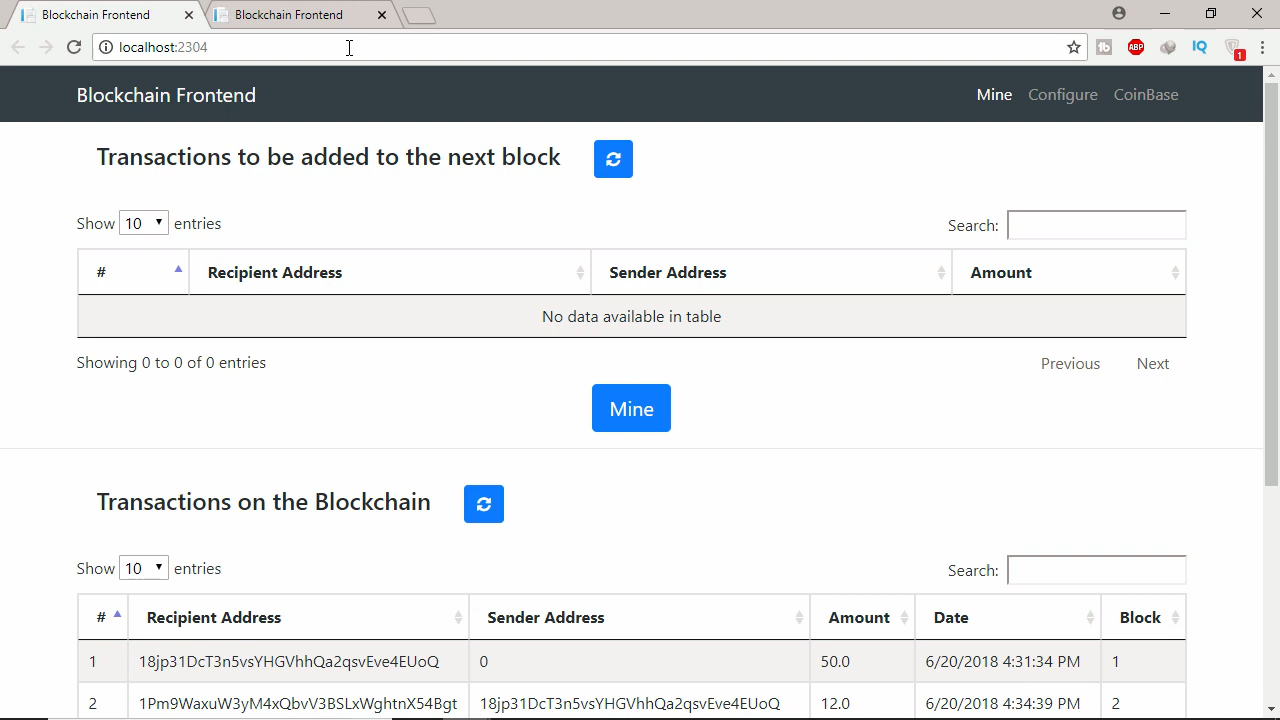 Blockchain Frontend
Blockchain Frontend
localhost:2304
ABP
IQ
1
Blockchain Frontend
Mine Configure CoinBase
Transactions to be added to the next block
Show 10 entries
Search:
# Recipient Address Sender Address Amount
No data available in table
Showing 0 to 0 of 0 entries
Previous Next
Mine
Transactions on the Blockchain
Show 10 entries
Search:
# Recipient Address Sender Address Amount Date Block
1 18jp31DcT3n5vsYHGVhhQa2qsvEve4EUoQ 0 50.0 6/20/2018 4:31:34 PM 1
2 1Pm9WaxuW3yM4xQbvV3BSLxWghtnX54Bgt 18jp31DcT3n5vsYHGVhhQa2qsvEve4EUoQ 12.0 6/20/2018 4:34:39 PM 2